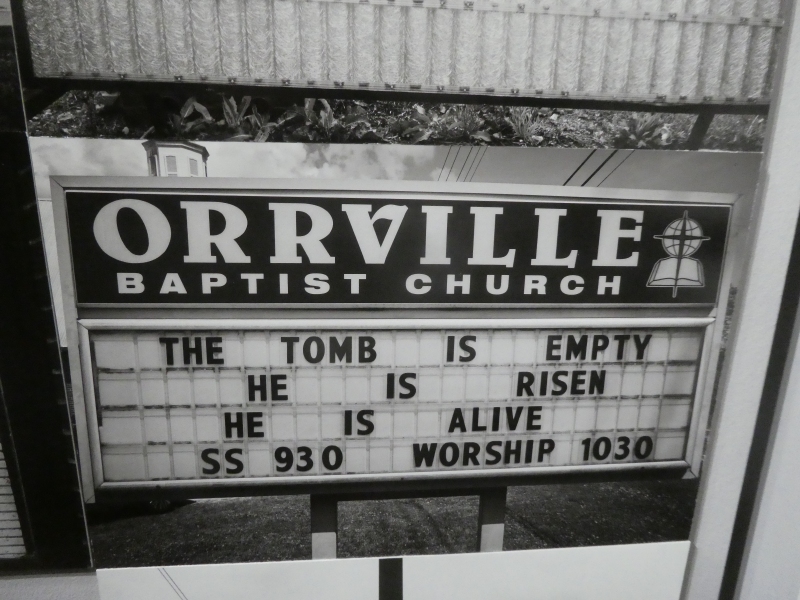 ORRVILLE
BAPTIST CHURCH
THE TOMB IS EMPTY
HE IS RISEN
HE IS ALIVE
SS 930 WORSHIP 1030